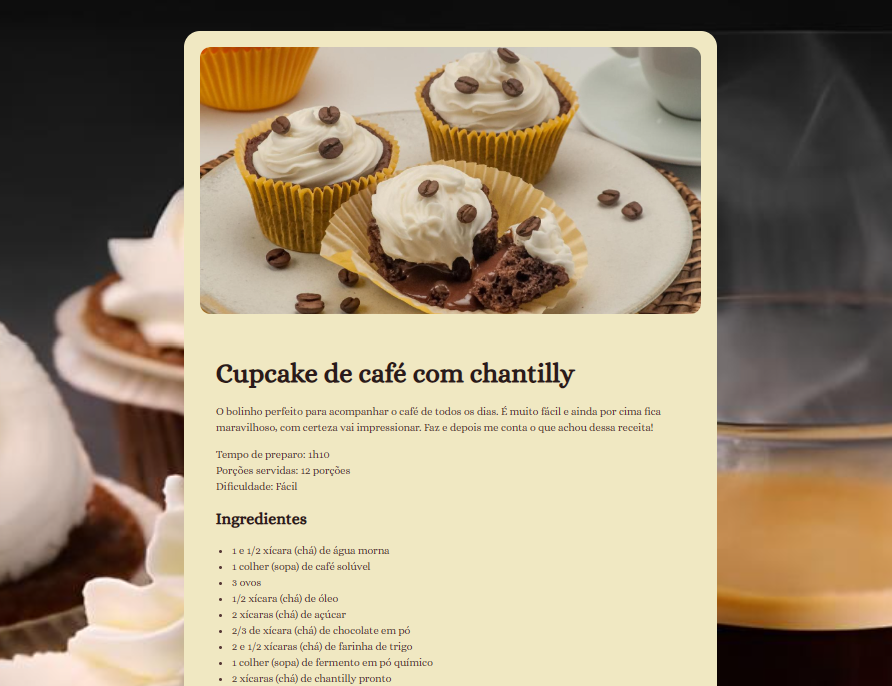 Cupcake de café com chantilly
O bolinho perfeito para acompanhar o café de todos os dias. É muito fácil e ainda por cima fica
maravilhoso, com certeza vai impressionar. Faz e depois me conta o que achou dessa receita!
Tempo de preparo: 1h10
Porções servidas: 12 porções
Dificuldade: Fácil
Ingredientes
1 e 1/2 xícara (chá) de água morna
1 colher (sopa) de café solúvel
3 ovos
1/2 xícara (chá) de óleo
2 xícaras (chá) de açúcar
2/3 de xícara (chá) de chocolate em pó
2 e 1/2 xícaras (chá) de farinha de trigo
1 colher (sopa) de fermento em pó químico
2 xícaras (chá) de chantilly pronto